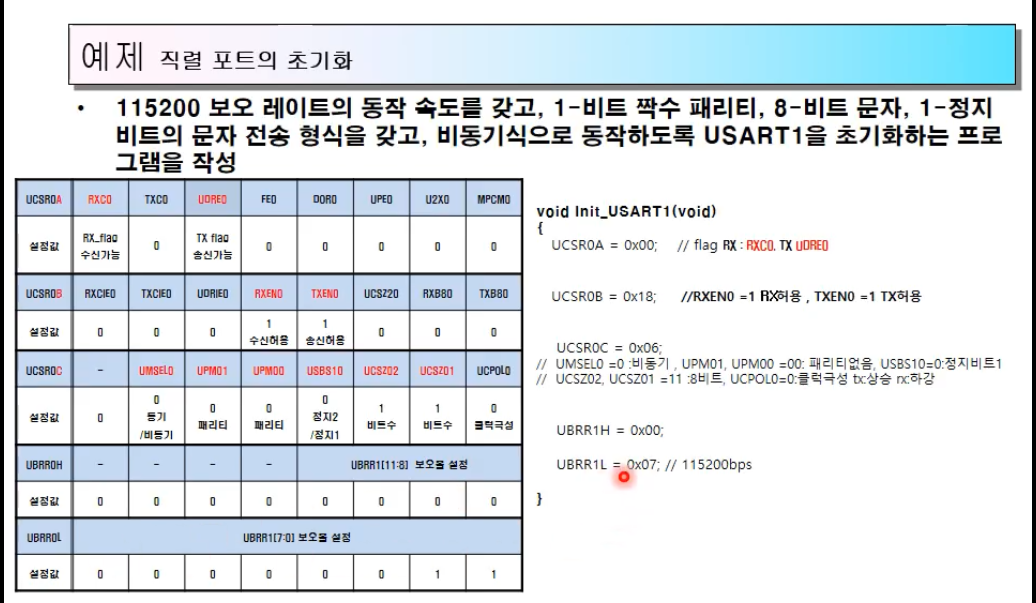 예제 직렬 포트의 초기화
• 115200 보오 레이트의 동작 속도를 갖고, 1-비트 짝수 패리티, 8-비트 문자, 1-정지
비트의 문자 전송 형식을 갖고, 비동기식으로 동작하도록 USART1을 초기화하는 프로
그램을 작성
UCSR0A RXC0 TXC0 UDRE0 FE0 DOR0 UPE0 U2X0 MPCM0
설정값 RX_flag 수신가능 0 TX flag 송신가능 0 0 0 0 0
UCSR0B RXCIE0 TXCIE0 UDRIE0 RXEN0 TXEN0 UCSZ20 RXB80 TXB80
설정값 0 0 0 1 수신허용 1 송신허용 0 0 0
UCSR0C - UMSEL0 UPM01 UPM00 USBS10 UCSZ02 UCSZ01 UCPOL0
설정값 0 0 동기 /비동기 0 패리티 0 패리티 0 정지2 /정지1 1 비트수 1 비트수 0 클럭극성
UBRR0H - - - - UBRR1[11:8] 보오율 설정
설정값 0 0 0 0 0 0 0 0
UBRR0L UBRR1[7:0] 보오율 설정
설정값 0 0 0 0 0 0 1 1
void Init_USART1(void)
{
UCSR0A = 0x00; // flag RX : RXC0, TX UDRE0
UCSR0B = 0x18; //RXEN0 =1 RX허용 , TXEN0 =1 TX허용
UCSR0C = 0x06;
// UMSEL0 =0 :비동기 , UPM01, UPM00 =00: 패리티없음, USBS10=0:정지비트1
// UCSZ02, UCSZ01 =11 :8비트, UCPOL0=0:클럭극성 tx:상승 rx:하강
UBRR1H = 0x00;
UBRR1L = 0x07; // 115200bps
}